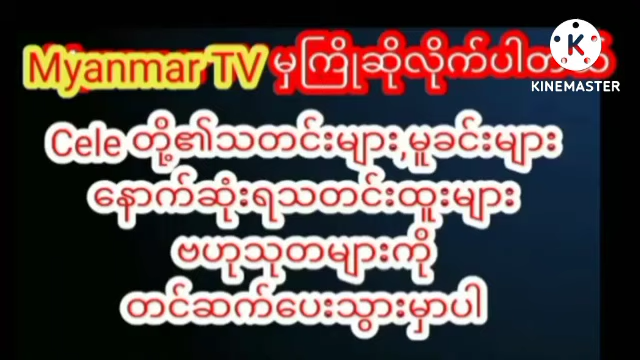 Myanmar TV မှကြိုဆိုလိုက်ပါတယ်
KINEMASTER
Cele တို့၏သတင်းများ,မူခင်းများ
နောက်ဆုံးရသတင်းထူးများ
ဗဟုသုတများကို
တင်ဆက်ပေးသွားမှာပါ